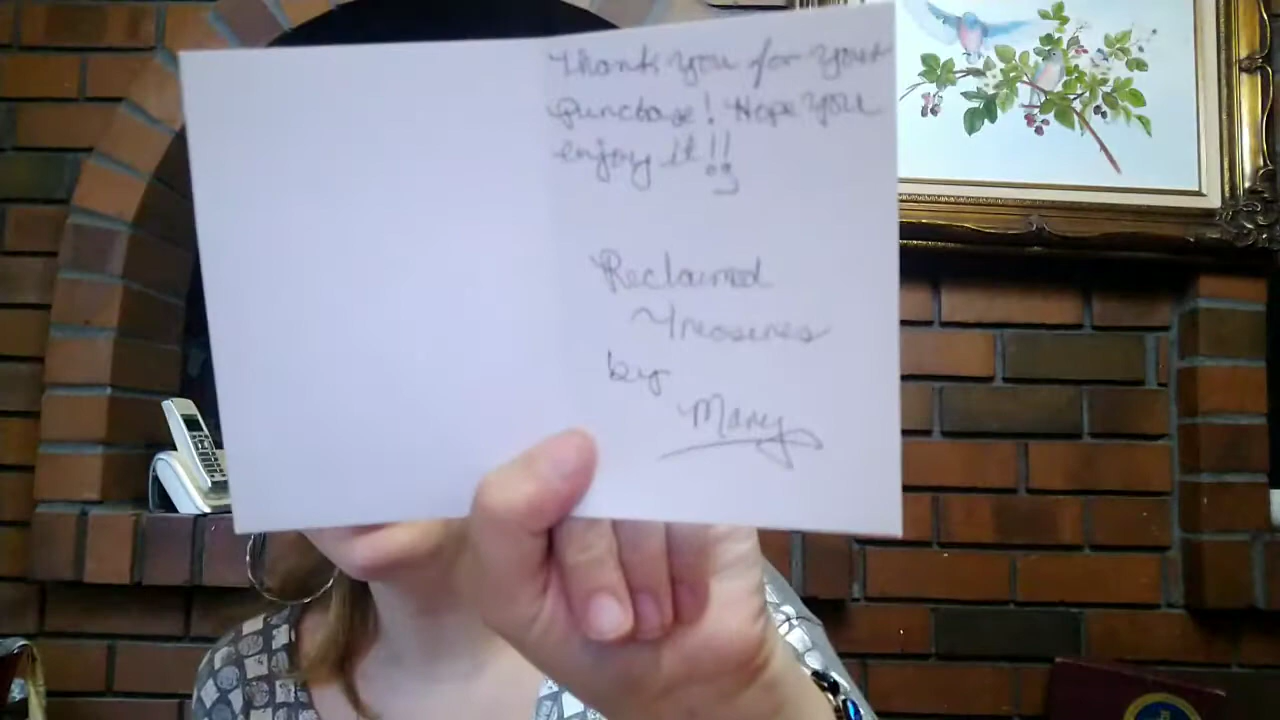 Thank you for your
purchase! Hope you
enjoy it!!
Reclaimed
Treasures
by
Mary